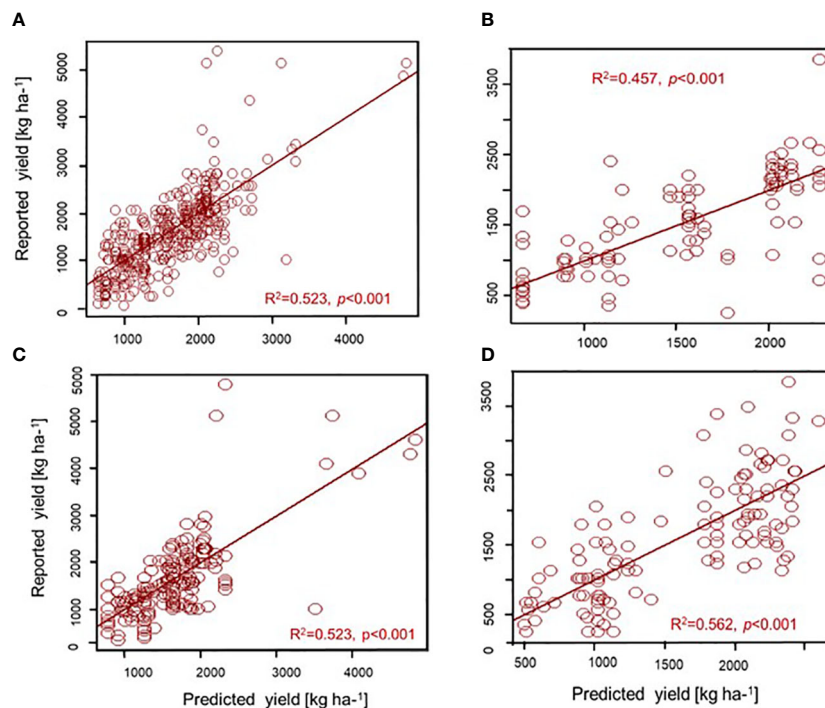 A
Reported yield [kg ha-¹]
5000
4000
3000
2000
1000
0
R²=0.523, p<0.001
1000 2000 3000 4000
B
3500
2500
1500
500
R²=0.457, p<0.001
1000 1500 2000
C
Reported yield [kg ha-¹]
5000
5000
4000
3000
2000
1000
0
R²=0.523, p<0.001
1000 2000 3000 4000
Predicted yield [kg ha-¹]
D
3500
2500
1500
500
0
R²=0.562, p<0.001
500 1000 1500 2000
Predicted yield [kg ha-¹]